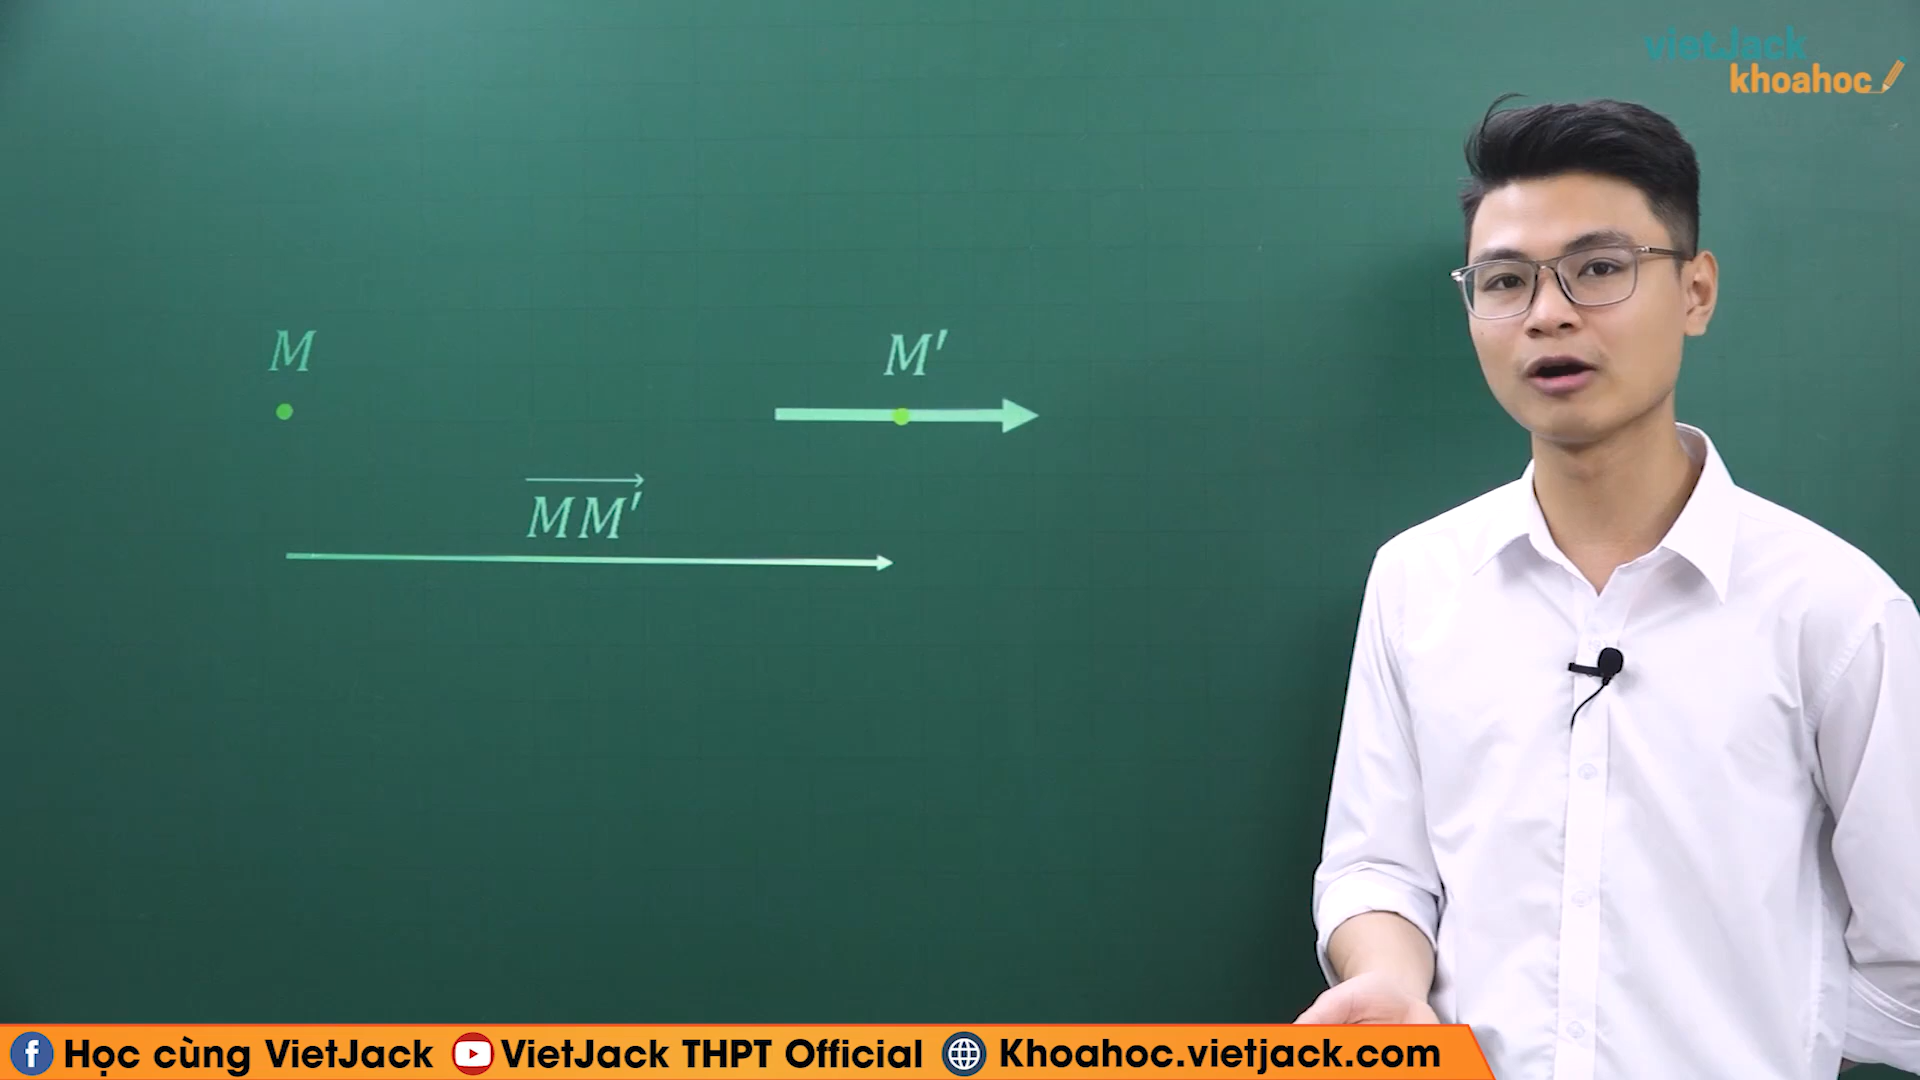 vietJack
khoahoc
M
M'
MM'
Học cùng VietJack
VietJack THPT Official
Khoahoc.vietjack.com